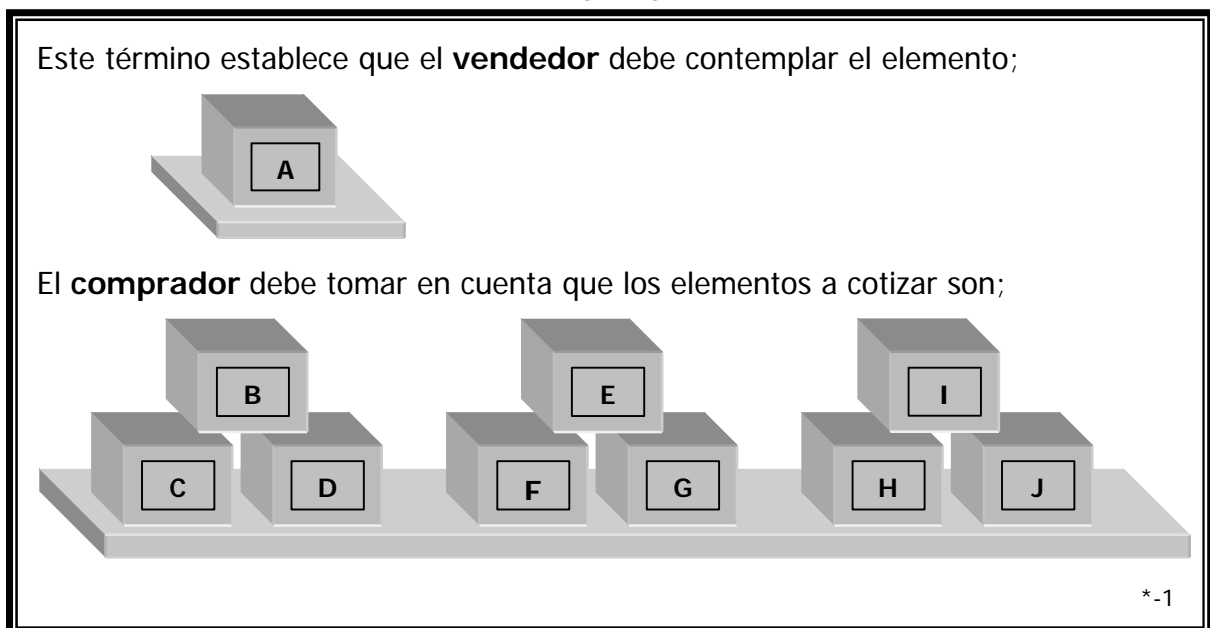 Este término establece que el vendedor debe contemplar el elemento;
A
El comprador debe tomar en cuenta que los elementos a cotizar son;
B E I
C D F G H J
*-1